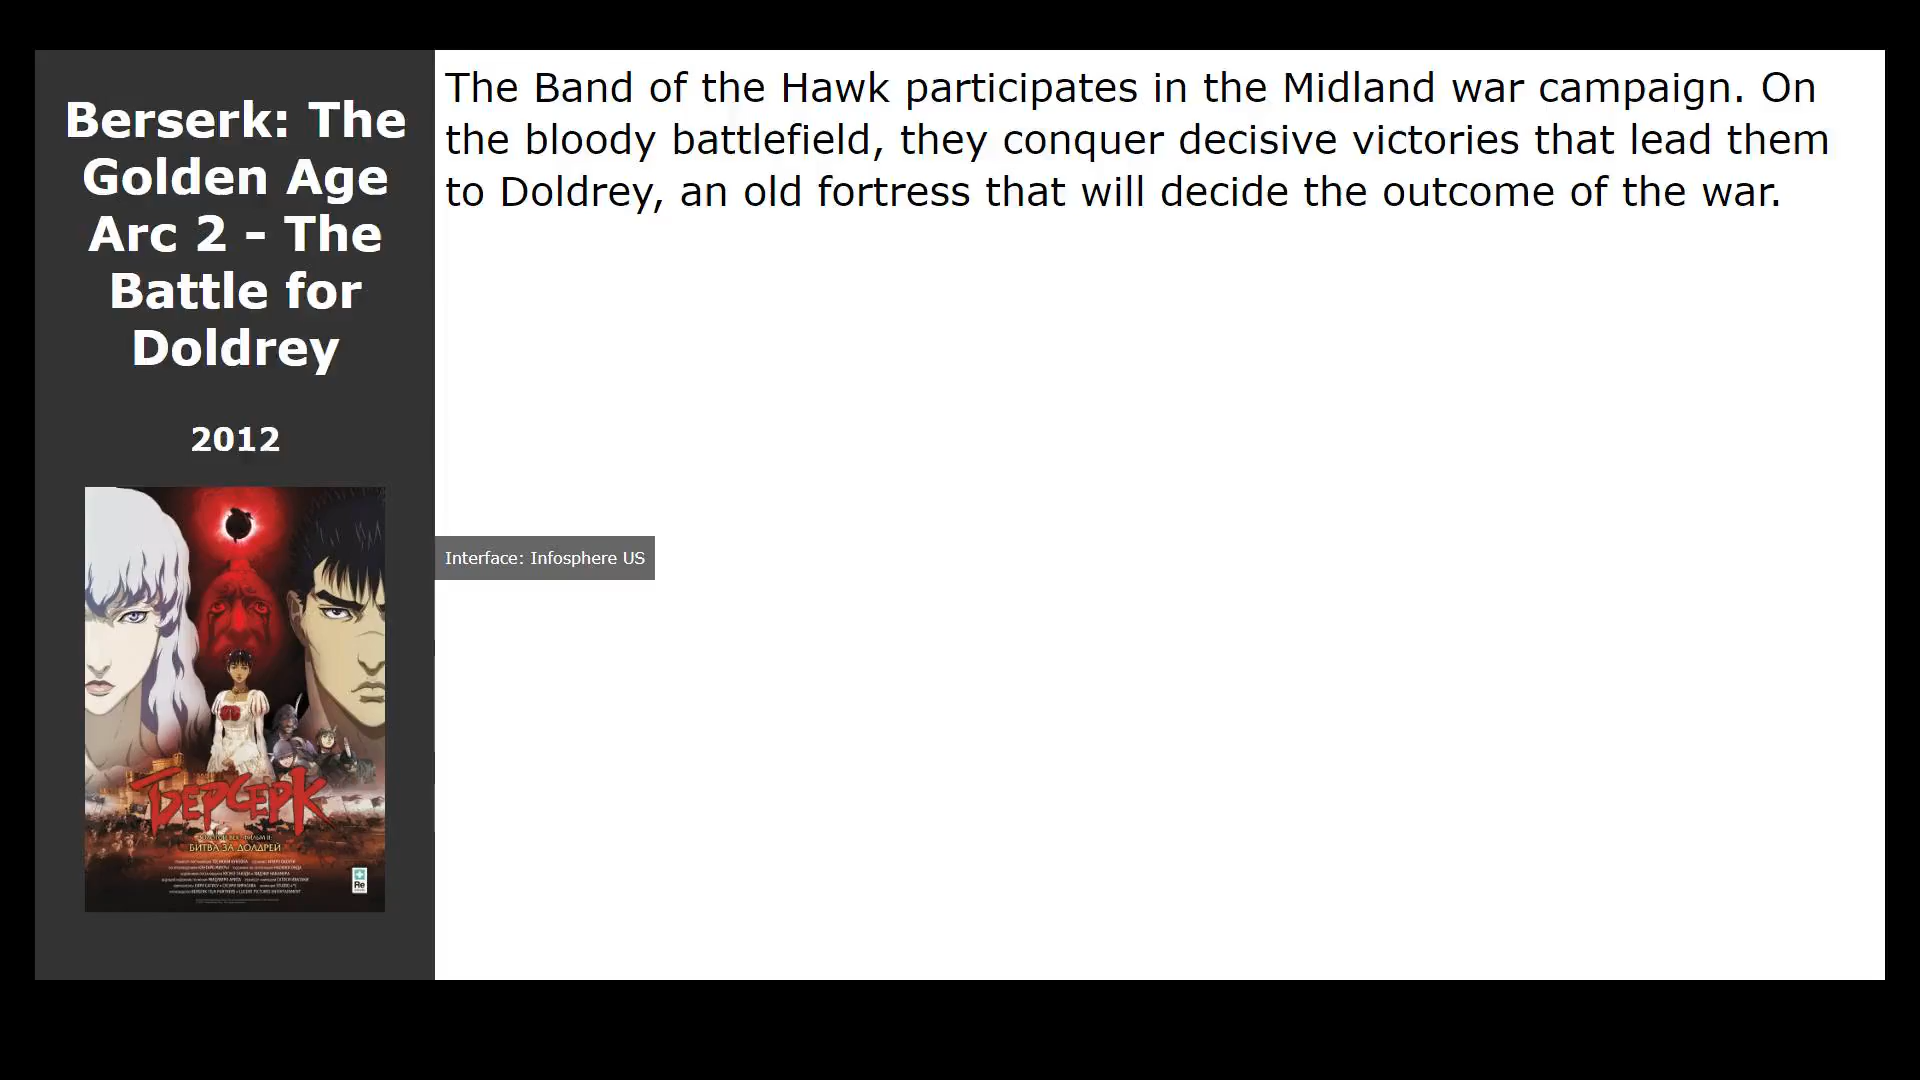 Berserk: The
Golden Age
Arc 2 - The
Battle for
Doldrey
2012
The Band of the Hawk participates in the Midland war campaign. On
the bloody battlefield, they conquer decisive victories that lead them
to Doldrey, an old fortress that will decide the outcome of the war.
Interface: Infosphere US
БЕРСЕРК
БИТВА ЗА ДОЛДРЕЙ
Re